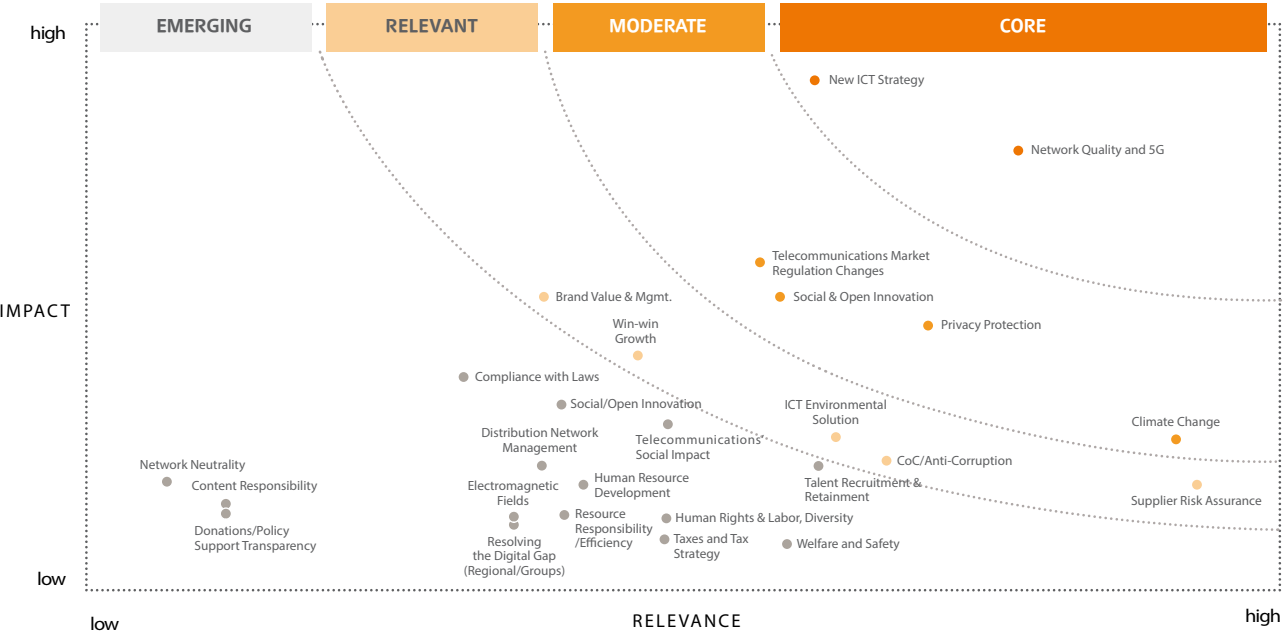 EMERGING
RELEVANT
MODERATE
CORE
high
New ICT Strategy
Network Quality and 5G
Telecommunications Market
Regulation Changes
Brand Value & Mgmt.
Social & Open Innovation
IMPACT
Win-win
Growth
Privacy Protection
Compliance with Laws
Social/Open Innovation
ICT Environmental
Solution
Climate Change
Distribution Network
Management
Telecommunications
Social Impact
Network Neutrality
CoC/Anti-Corruption
Content Responsibility
Electromagnetic
Fields
Human Resource
Development
Talent Recruitment &
Retainment
Supplier Risk Assurance
Donations/Policy
Support Transparency
Resource
Responsibility
/Efficiency
Human Rights & Labor, Diversity
Resolving
the Digital Gap
(Regional/Groups)
Taxes and Tax
Strategy
Welfare and Safety
low
low
RELEVANCE
high